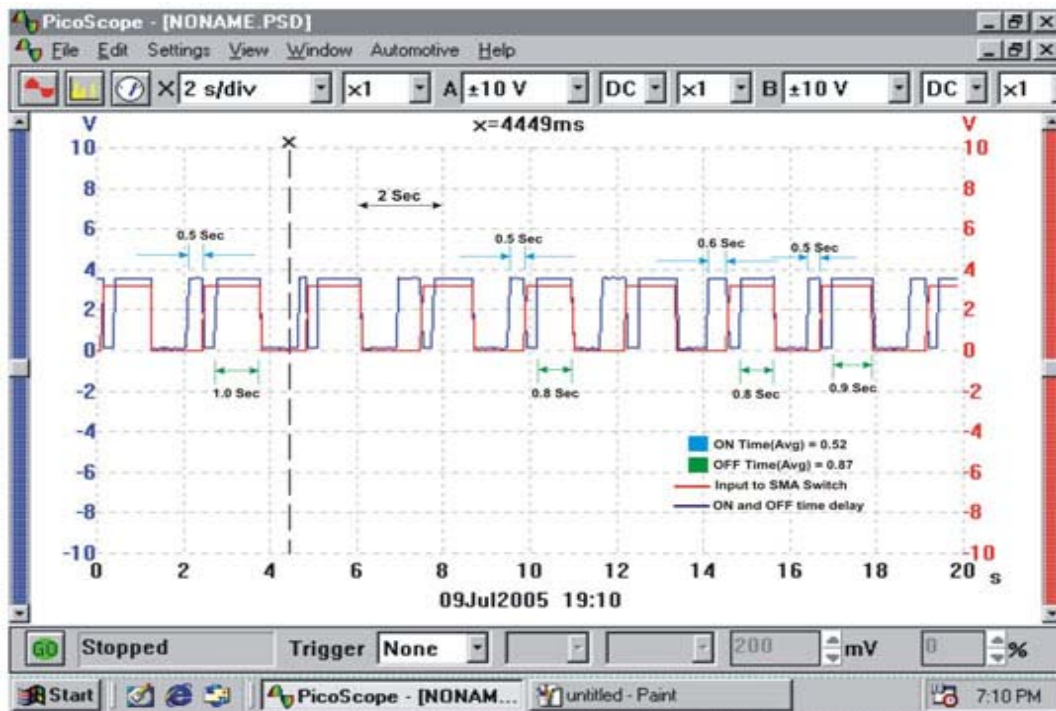 PicoScope - [NONAME.PSD]
File Edit Settings View Window Automotive Help
2 s/div x1 A ±10 V DC x1 B ±10 V DC x1
V x=4449ms V
10 10
8 8
6 2 Sec 6
0.5 Sec 0.5 Sec 0.6 Sec 0.5 Sec
4 4
2 2
0 0
-2 -2
1.0 Sec 0.8 Sec 0.8 Sec 0.9 Sec
-4 -4
ON Time(Avg) = 0.52
-6 OFF Time(Avg) = 0.87 -6
Input to SMA Switch
-8 ON and OFF time delay -8
-10 -10
0 2 4 6 8 10 12 14 16 18 20 s
09Jul2005 19:10
GO Stopped Trigger None 200 mV 0 %
Start PicoScope - [NONAM... untitled - Paint 7:10 PM